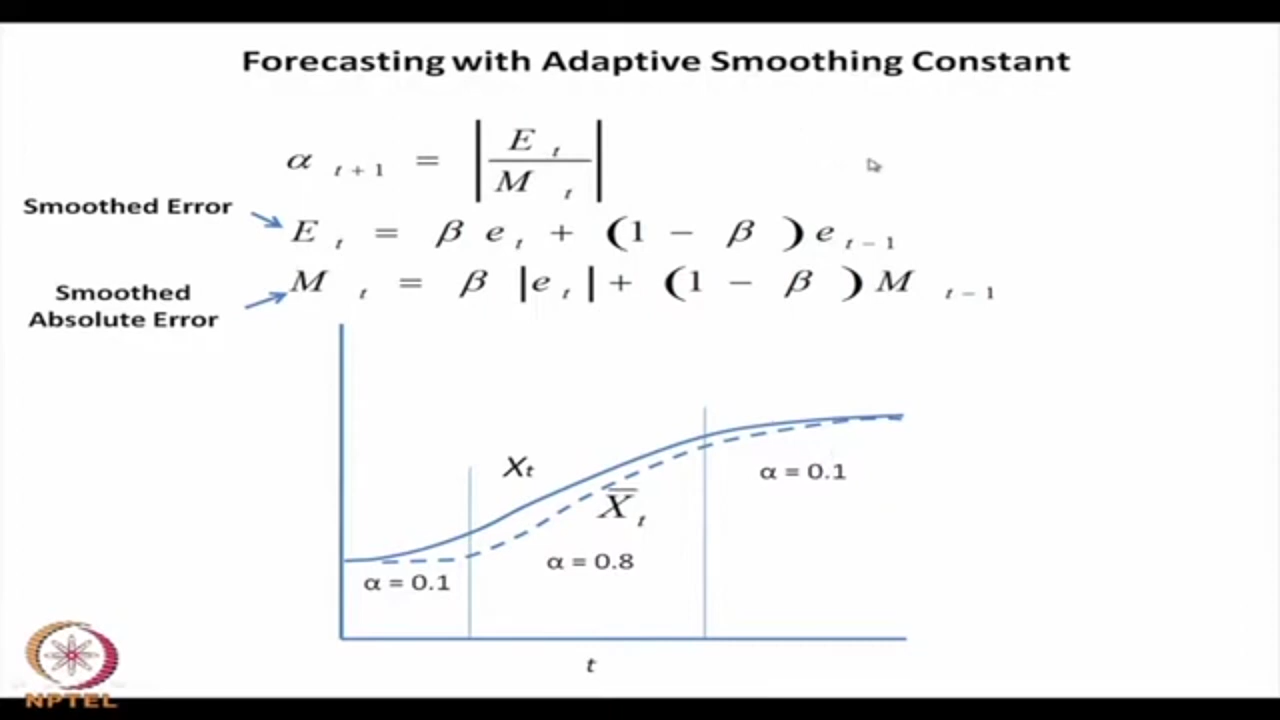 Forecasting with Adaptive Smoothing Constant
α t+1 = |E t / M t|
Smoothed Error
E t = β e t + (1 − β) e t−1
Smoothed
Absolute Error
M t = β |e t| + (1 − β) M t−1
Xt
X̅ t
α = 0.1
α = 0.8
α = 0.1
t
NPTEL